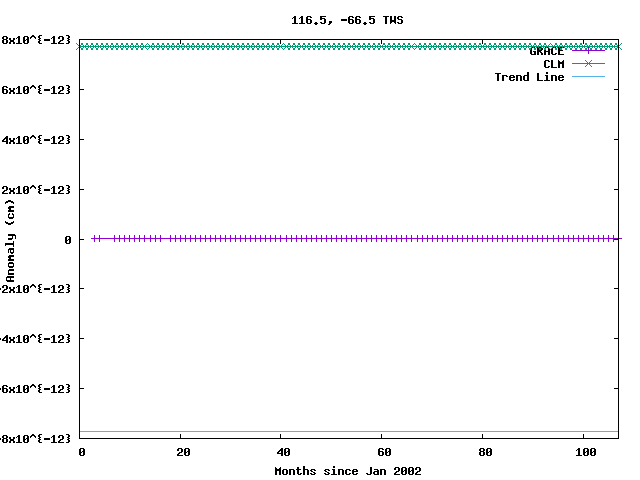 116.5, -66.5 TWS
8x10^{-12}
6x10^{-12}
4x10^{-12}
2x10^{-12}
0
-2x10^{-12}
-4x10^{-12}
-6x10^{-12}
-8x10^{-12}
Anomaly (cm)
GRACE
CLM
Trend Line
0 20 40 60 80 100
Months since Jan 2002